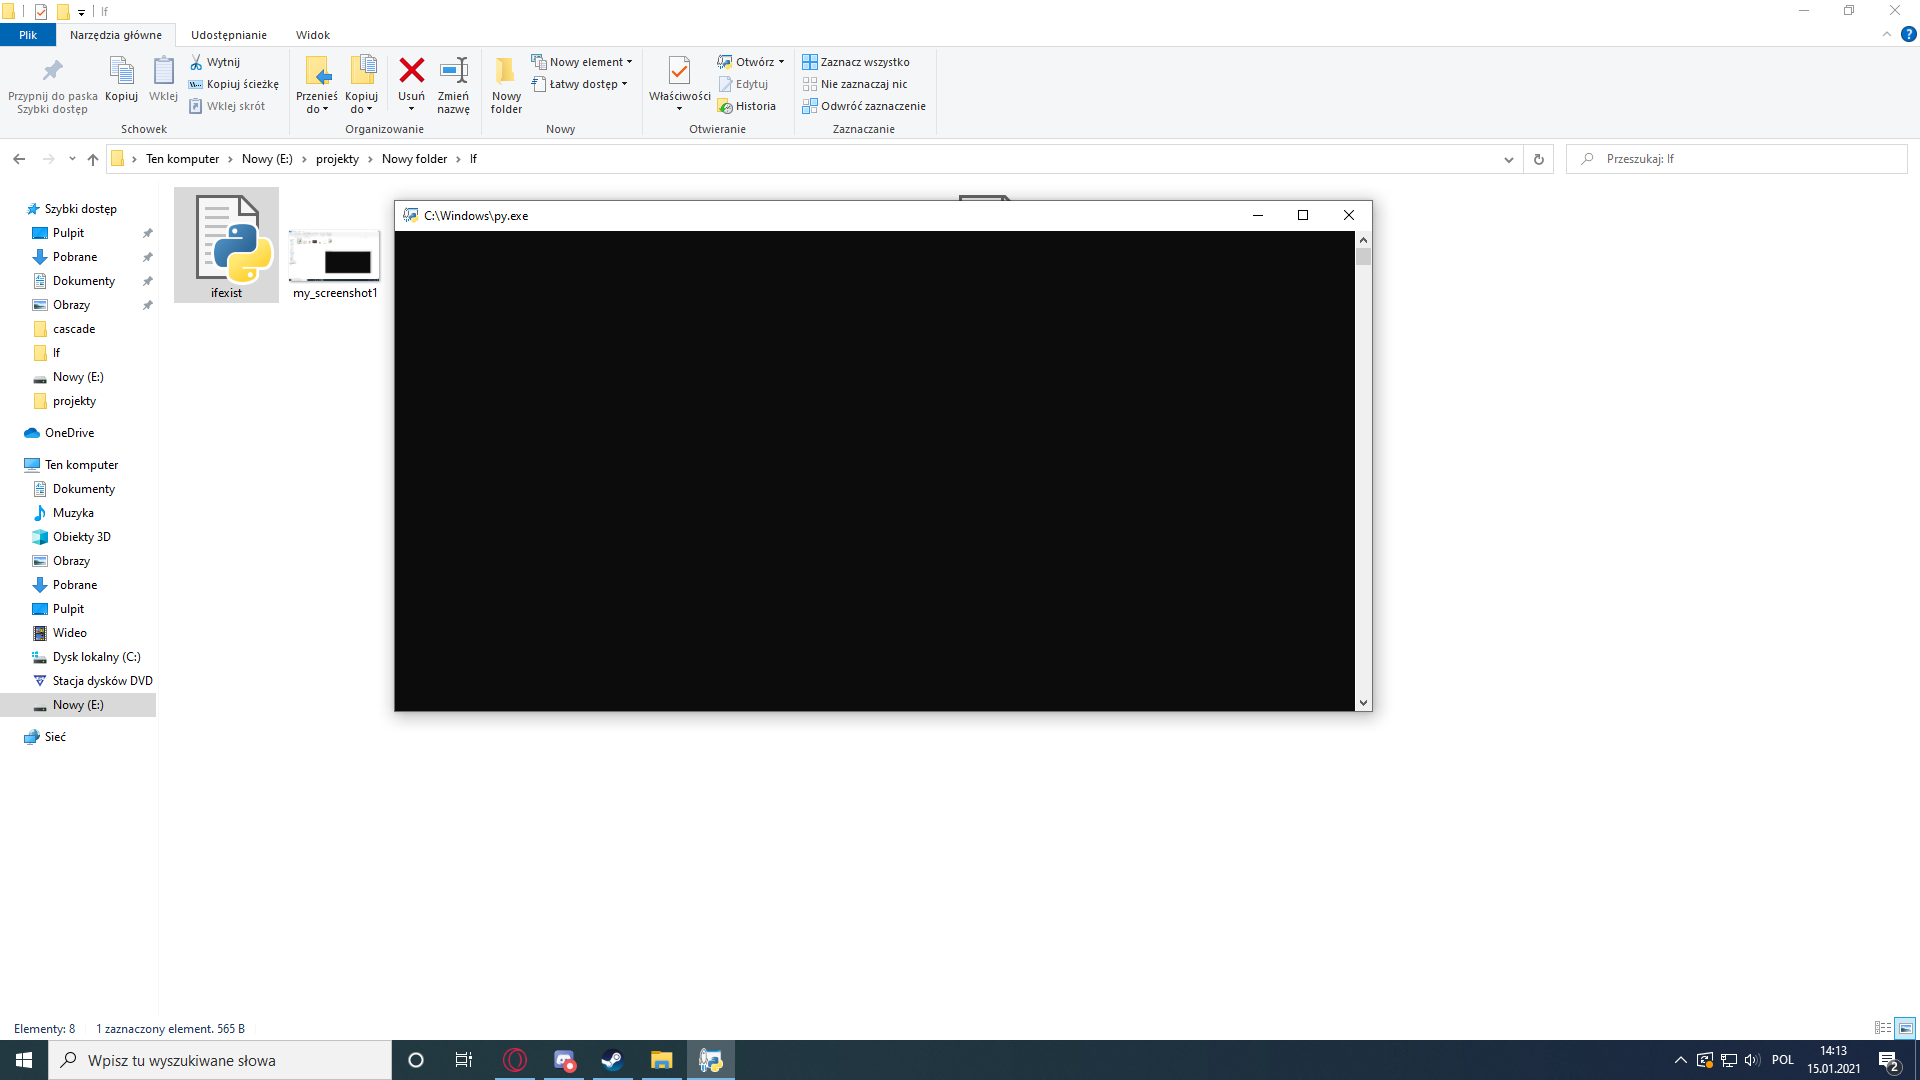 If
Plik Narzędzia główne Udostępnianie Widok
Przypnij do paska
Szybki dostęp
Kopiuj
Wklej
Wytnij
Kopiuj ścieżkę
Wklej skrót
Schowek
Przenieś
do
Kopiuj
do
Usuń
Zmień
nazwę
Organizowanie
Nowy
folder
Nowy element
Łatwy dostęp
Nowy
Właściwości
Otwórz
Edytuj
Historia
Otwieranie
Zaznacz wszystko
Nie zaznaczaj nic
Odwróć zaznaczenie
Zaznaczanie
Ten komputer Nowy (E:) projekty Nowy folder If
Przeszukaj: If
Szybki dostęp
Pulpit
Pobrane
Dokumenty
Obrazy
cascade
If
Nowy (E:)
projekty
OneDrive
Ten komputer
Dokumenty
Muzyka
Obiekty 3D
Obrazy
Pobrane
Pulpit
Wideo
Dysk lokalny (C:)
Stacja dysków DVD
Nowy (E:)
Sieć
ifexist
my_screenshot1
C:\Windows\py.exe
Elementy: 8 1 zaznaczony element. 565 B
Wpisz tu wyszukiwane słowa
POL
14:13
15.01.2021
2